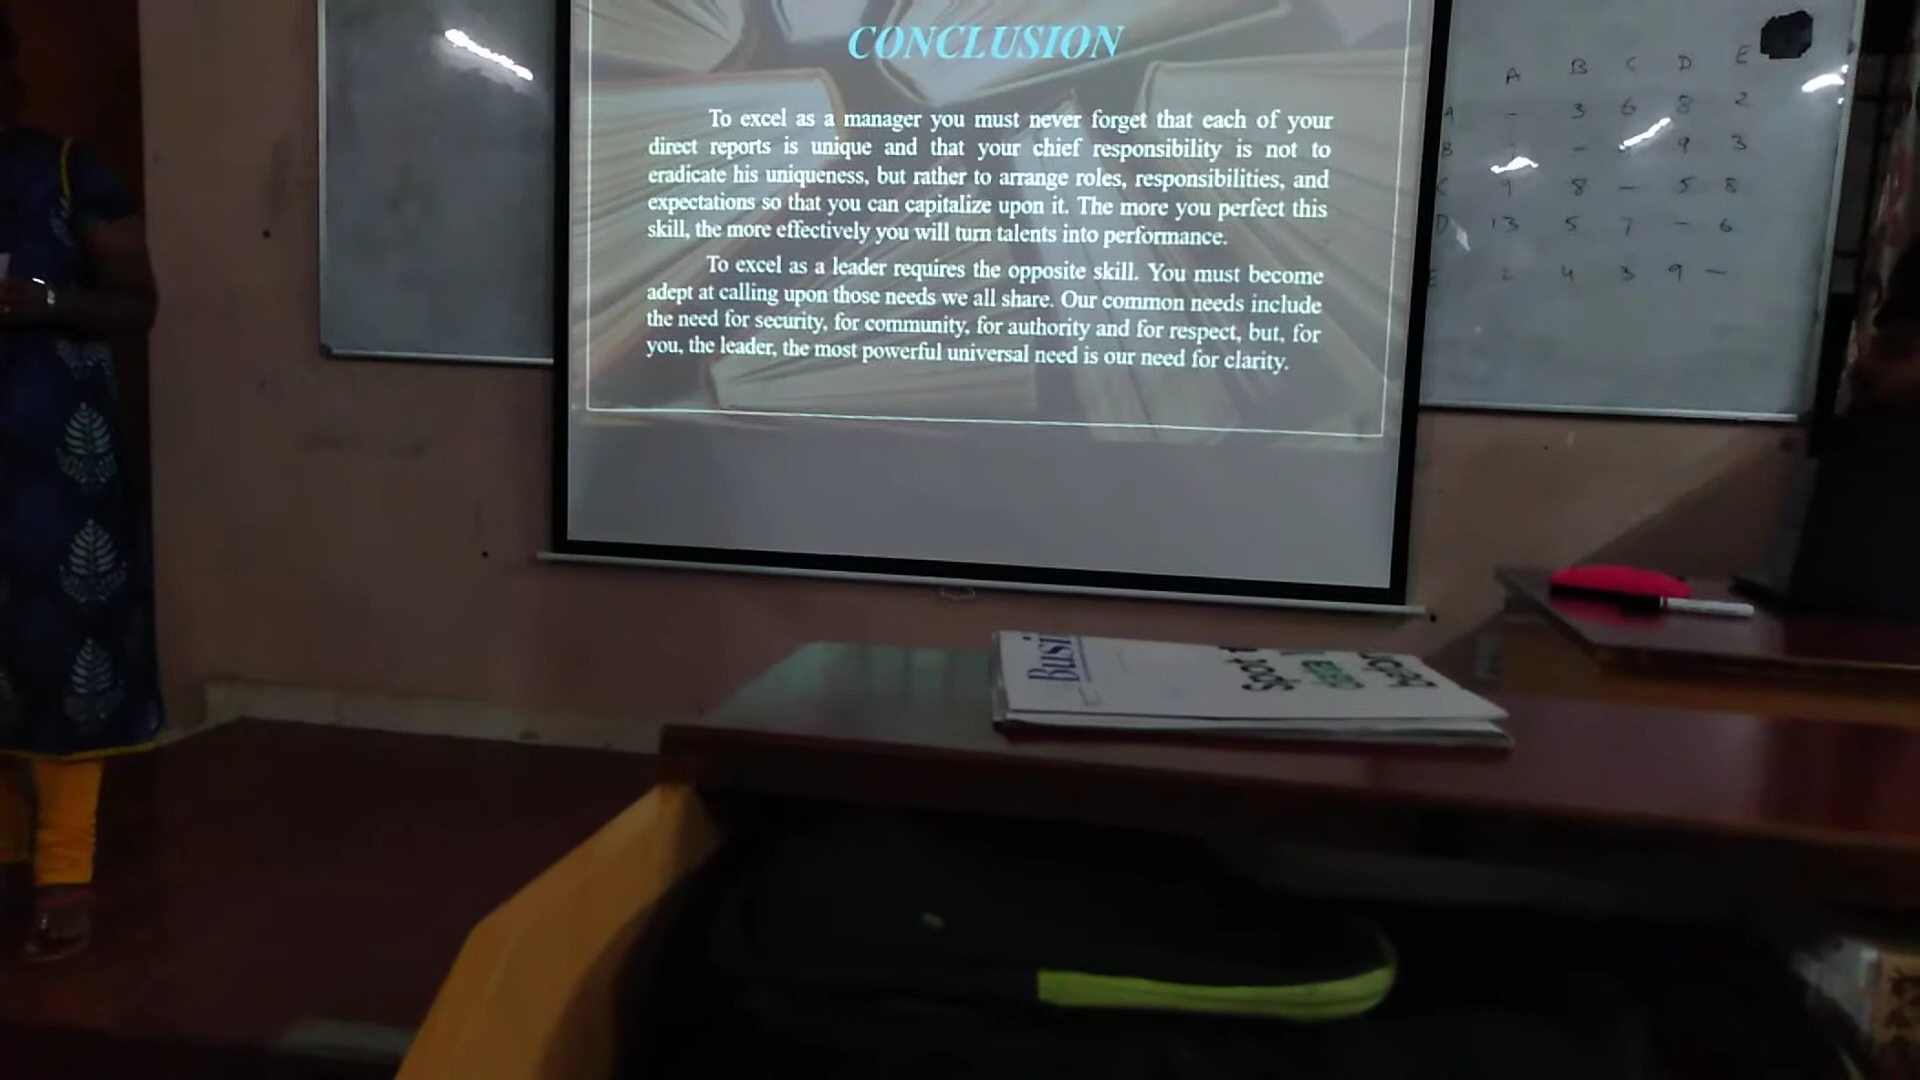 CONCLUSION
To excel as a manager you must never forget that each of your
direct reports is unique and that your chief responsibility is not to
eradicate his uniqueness, but rather to arrange roles, responsibilities, and
expectations so that you can capitalize upon it. The more you perfect this
skill, the more effectively you will turn talents into performance.
To excel as a leader requires the opposite skill. You must become
adept at calling upon those needs we all share. Our common needs include
the need for security, for community, for authority and for respect, but, for
you, the leader, the most powerful universal need is our need for clarity.
A B C D E
A - 3 6 8 2
B - 9 3
8 - 5 8
D 13 5 7 - 6
E 2 4 3 9 -
Busi